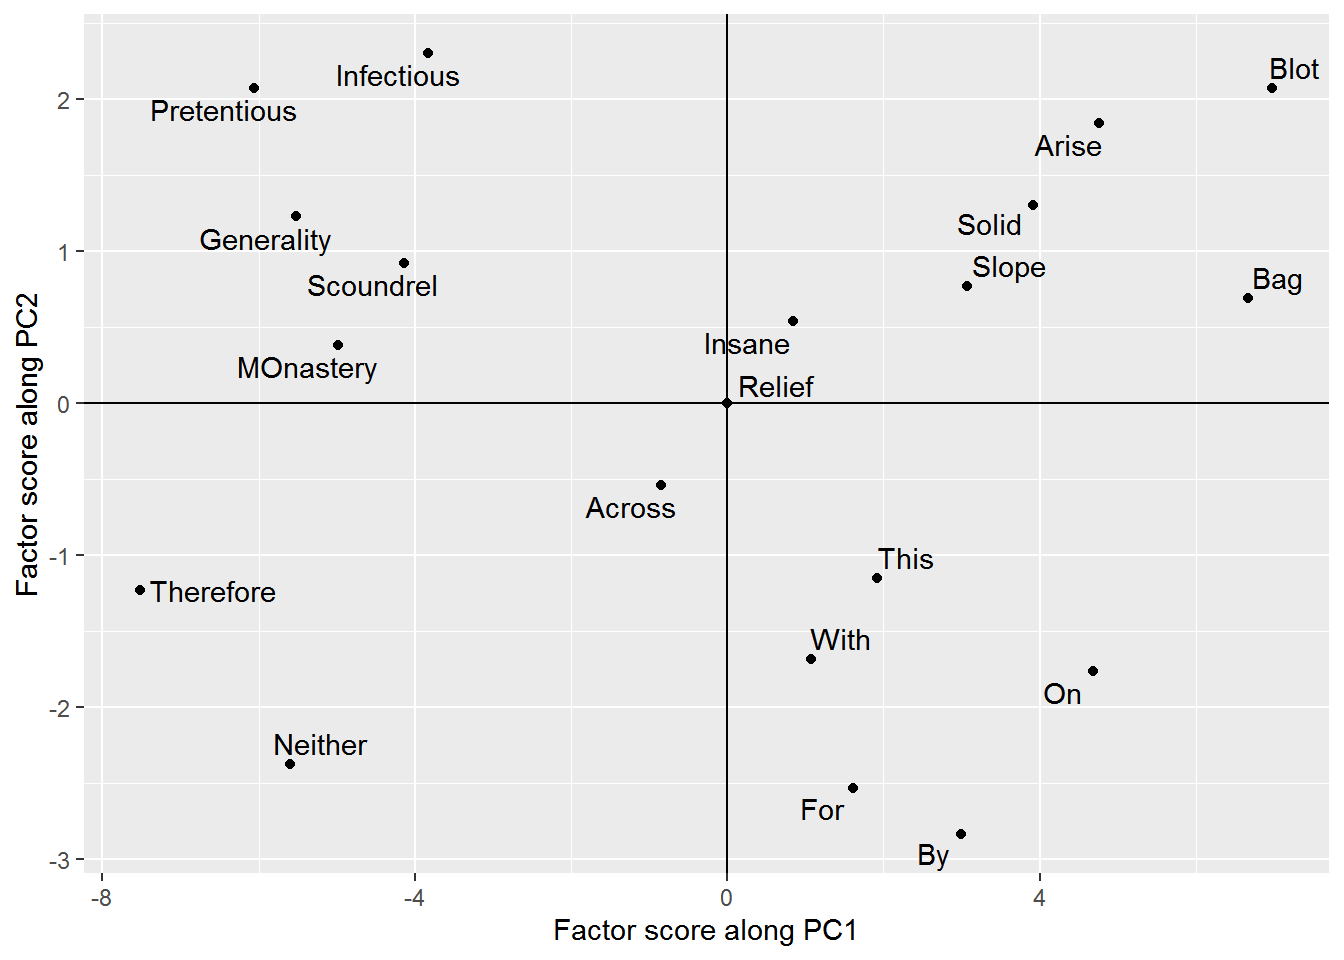 Infectious
Blot
Pretentious
2
Arise
Solid
Generality
1
Slope
Scoundrel
Bag
Insane
MOnastery
Relief
0
Factor score along PC2
Across
-1
This
Therefore
With
On
-2
Neither
For
By
-3
-8
-4
0
4
Factor score along PC1